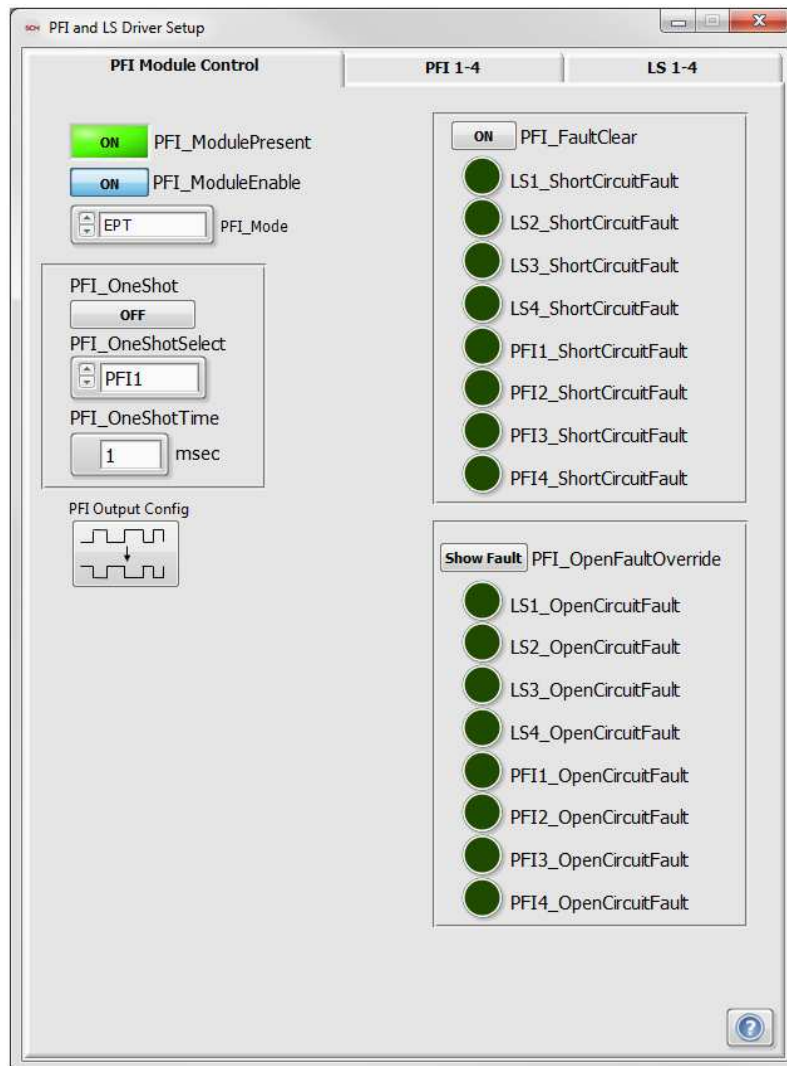 SCM PFI and LS Driver Setup
PFI Module Control
PFI 1-4
LS 1-4
ON PFI_ModulePresent
ON PFI_ModuleEnable
EPT PFI_Mode
PFI_OneShot
OFF
PFI_OneShotSelect
PFI1
PFI_OneShotTime
1 msec
PFI Output Config
ON PFI_FaultClear
LS1_ShortCircuitFault
LS2_ShortCircuitFault
LS3_ShortCircuitFault
LS4_ShortCircuitFault
PFI1_ShortCircuitFault
PFI2_ShortCircuitFault
PFI3_ShortCircuitFault
PFI4_ShortCircuitFault
Show Fault PFI_OpenFaultOverride
LS1_OpenCircuitFault
LS2_OpenCircuitFault
LS3_OpenCircuitFault
LS4_OpenCircuitFault
PFI1_OpenCircuitFault
PFI2_OpenCircuitFault
PFI3_OpenCircuitFault
PFI4_OpenCircuitFault
?